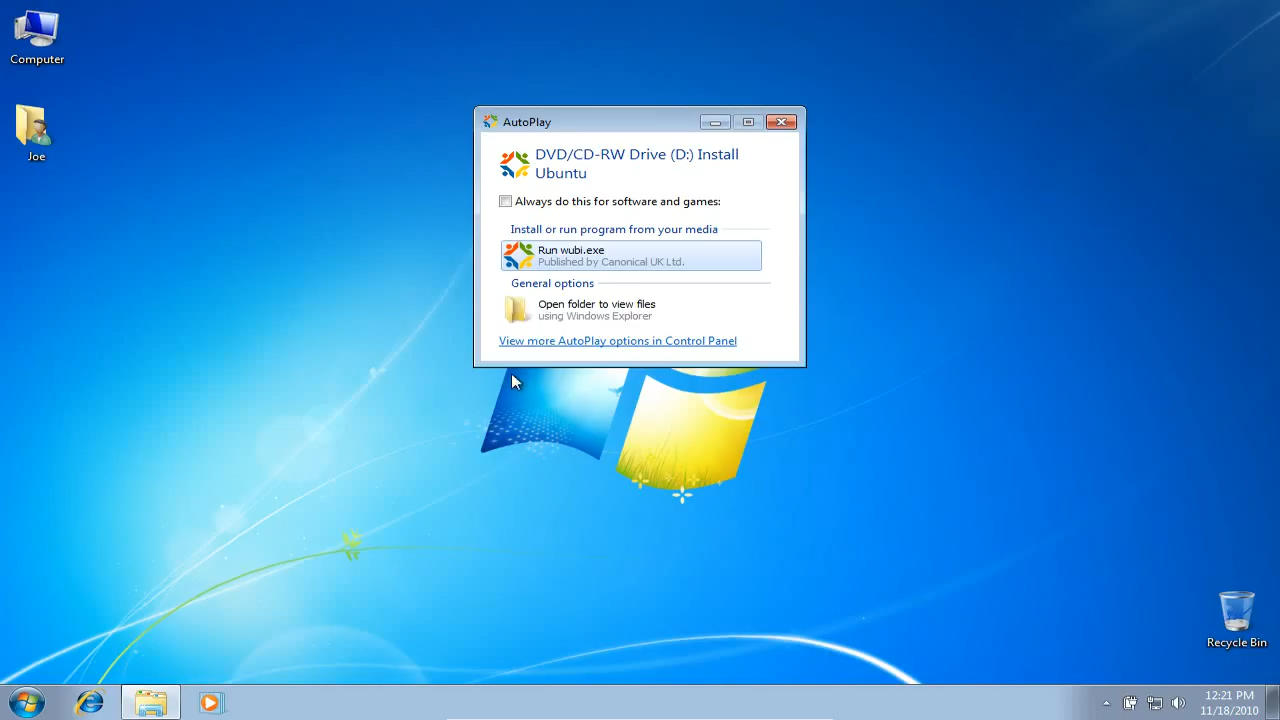 Computer
Joe
AutoPlay
DVD/CD-RW Drive (D:) Install
Ubuntu
Always do this for software and games:
Install or run program from your media
Run wubi.exe
Published by Canonical UK Ltd.
General options
Open folder to view files
using Windows Explorer
View more AutoPlay options in Control Panel
Recycle Bin
12:21 PM
11/18/2010